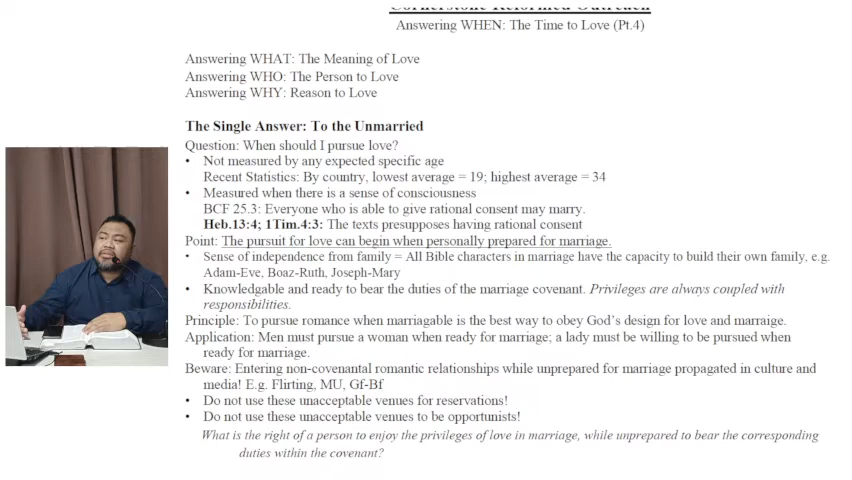 Cornerstone Reformed Outreach
Answering WHEN: The Time to Love (Pt.4)
Answering WHAT: The Meaning of Love
Answering WHO: The Person to Love
Answering WHY: Reason to Love
The Single Answer: To the Unmarried
Question: When should I pursue love?
• Not measured by any expected specific age
Recent Statistics: By country, lowest average = 19; highest average = 34
• Measured when there is a sense of consciousness
BCF 25.3: Everyone who is able to give rational consent may marry.
Heb.13:4; 1Tim.4:3: The texts presupposes having rational consent
Point: The pursuit for love can begin when personally prepared for marriage.
• Sense of independence from family = All Bible characters in marriage have the capacity to build their own family, e.g.
Adam-Eve, Boaz-Ruth, Joseph-Mary
• Knowledgable and ready to bear the duties of the marriage covenant. Privileges are always coupled with
responsibilities.
Principle: To pursue romance when marriagable is the best way to obey God's design for love and marraige.
Application: Men must pursue a woman when ready for marriage; a lady must be willing to be pursued when
ready for marriage.
Beware: Entering non-covenantal romantic relationships while unprepared for marriage propagated in culture and
media! E.g. Flirting, MU, Gf-Bf
• Do not use these unacceptable venues for reservations!
• Do not use these unacceptable venues to be opportunists!
What is the right of a person to enjoy the privileges of love in marriage, while unprepared to bear the corresponding
duties within the covenant?